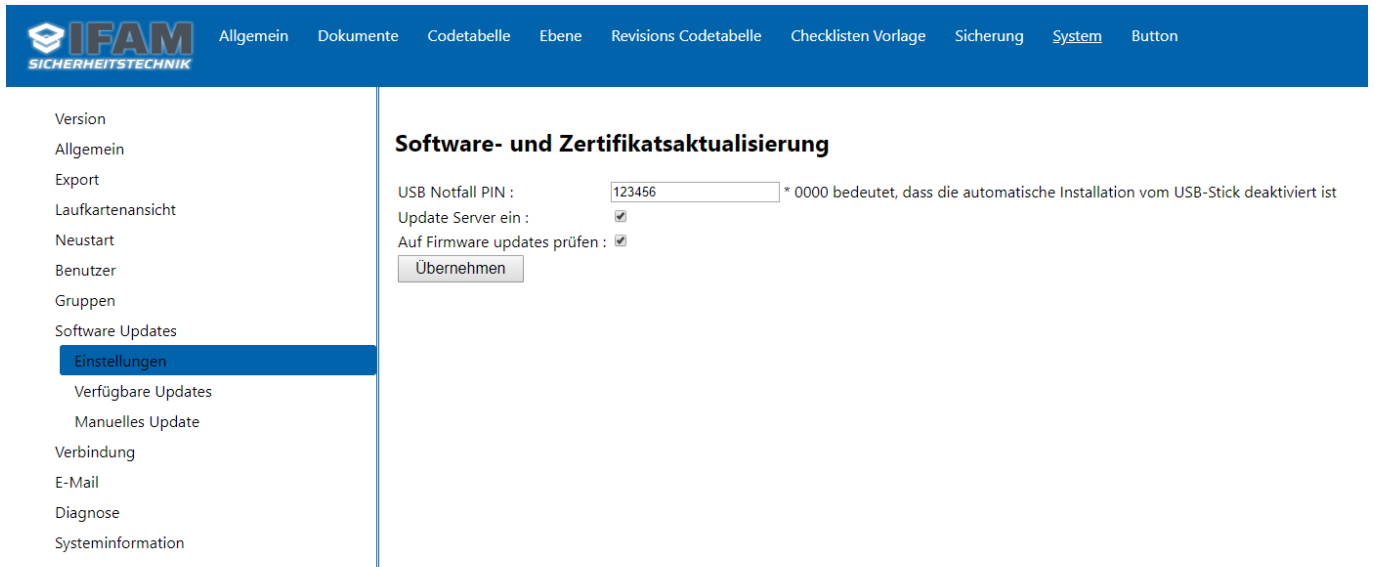 IFAM
SICHERHEITSTECHNIK
Allgemein Dokumente Codetabelle Ebene Revisions Codetabelle Checklisten Vorlage Sicherung System Button
Version
Allgemein
Export
Laufkartenansicht
Neustart
Benutzer
Gruppen
Software Updates
Einstellungen
Verfügbare Updates
Manuelles Update
Verbindung
E-Mail
Diagnose
Systeminformation
Software- und Zertifikatsaktualisierung
USB Notfall PIN : 123456 * 0000 bedeutet, dass die automatische Installation vom USB-Stick deaktiviert ist
Update Server ein :
Auf Firmware updates prüfen :
Übernehmen